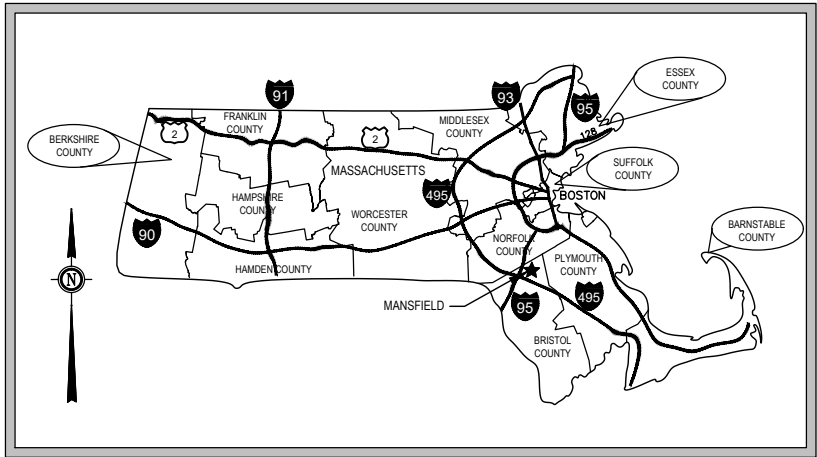 91
93
ESSEX
COUNTY
95
FRANKLIN
COUNTY
MIDDLESEX
COUNTY
128
2
2
BERKSHIRE
COUNTY
MASSACHUSETTS
SUFFOLK
COUNTY
495
BOSTON
HAMPSHIRE
COUNTY
WORCESTER
COUNTY
BARNSTABLE
COUNTY
90
NORFOLK
COUNTY
PLYMOUTH
COUNTY
HAMDEN COUNTY
N
MANSFIELD
95
495
BRISTOL
COUNTY